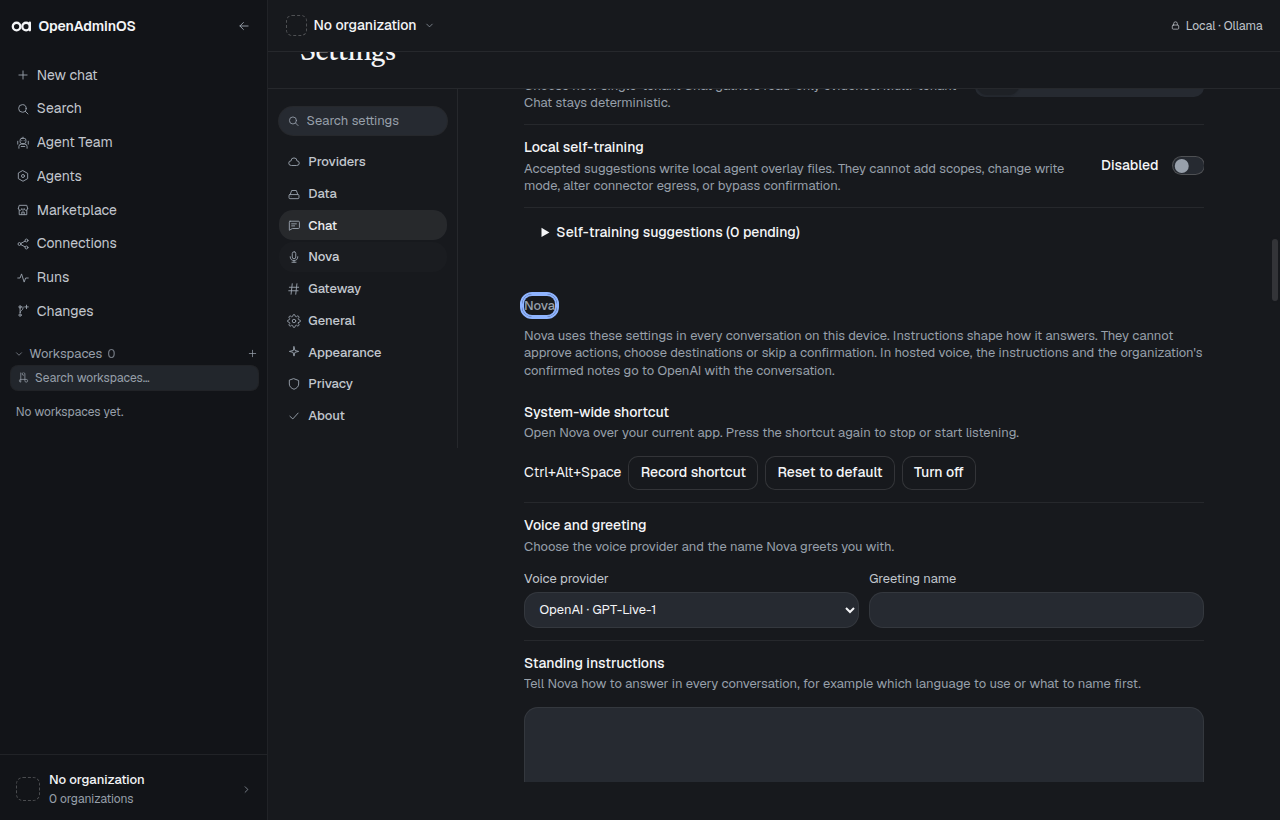 OpenAdminOS
New chat
Search
Agent Team
Agents
Marketplace
Connections
Runs
Changes
Workspaces 0
Search workspaces...
No workspaces yet.
No organization
0 organizations
No organization
Local · Ollama
Settings
Search settings
Providers
Data
Chat
Nova
Gateway
General
Appearance
Privacy
About
Chat stays deterministic.
Local self-training
Accepted suggestions write local agent overlay files. They cannot add scopes, change write
mode, alter connector egress, or bypass confirmation.
Disabled
Self-training suggestions (0 pending)
Nova
Nova uses these settings in every conversation on this device. Instructions shape how it answers. They cannot
approve actions, choose destinations or skip a confirmation. In hosted voice, the instructions and the organization's
confirmed notes go to OpenAI with the conversation.
System-wide shortcut
Open Nova over your current app. Press the shortcut again to stop or start listening.
Ctrl+Alt+Space Record shortcut Reset to default Turn off
Voice and greeting
Choose the voice provider and the name Nova greets you with.
Voice provider Greeting name
OpenAI · GPT-Live-1
Standing instructions
Tell Nova how to answer in every conversation, for example which language to use or what to name first.